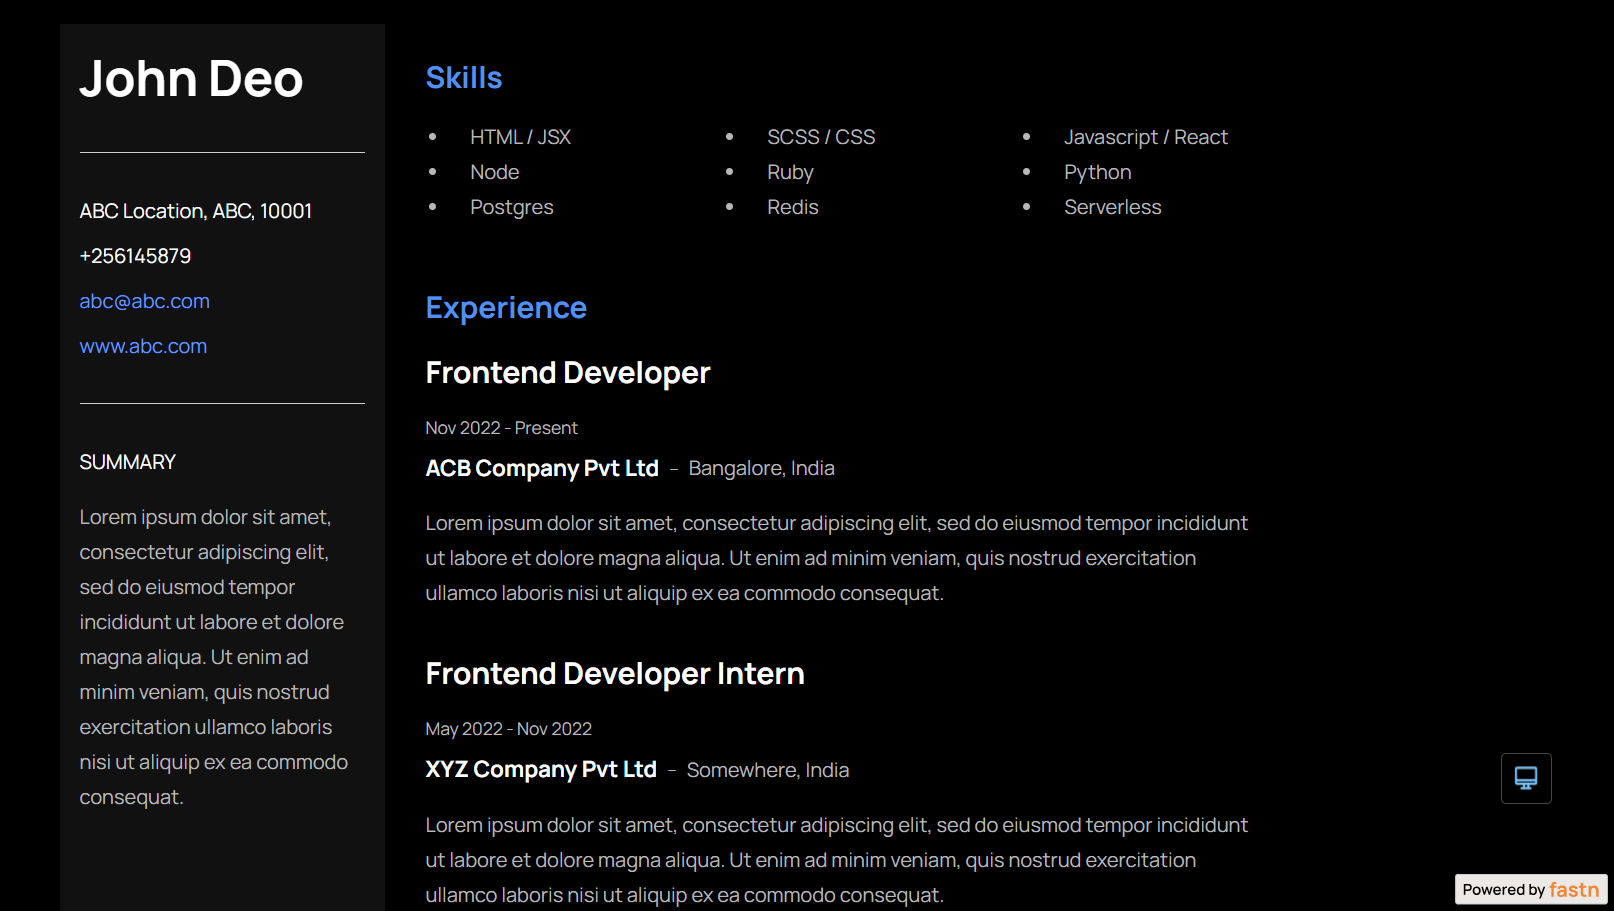 John Deo
ABC Location, ABC, 10001
+256145879
abc@abc.com
www.abc.com
SUMMARY
Lorem ipsum dolor sit amet,
consectetur adipiscing elit,
sed do eiusmod tempor
incididunt ut labore et dolore
magna aliqua. Ut enim ad
minim veniam, quis nostrud
exercitation ullamco laboris
nisi ut aliquip ex ea commodo
consequat.
Skills
• HTML / JSX • SCSS / CSS • Javascript / React
• Node • Ruby • Python
• Postgres • Redis • Serverless
Experience
Frontend Developer
Nov 2022 - Present
ACB Company Pvt Ltd – Bangalore, India
Lorem ipsum dolor sit amet, consectetur adipiscing elit, sed do eiusmod tempor incididunt
ut labore et dolore magna aliqua. Ut enim ad minim veniam, quis nostrud exercitation
ullamco laboris nisi ut aliquip ex ea commodo consequat.
Frontend Developer Intern
May 2022 - Nov 2022
XYZ Company Pvt Ltd – Somewhere, India
Lorem ipsum dolor sit amet, consectetur adipiscing elit, sed do eiusmod tempor incididunt
ut labore et dolore magna aliqua. Ut enim ad minim veniam, quis nostrud exercitation
ullamco laboris nisi ut aliquip ex ea commodo consequat.
Powered by fastn